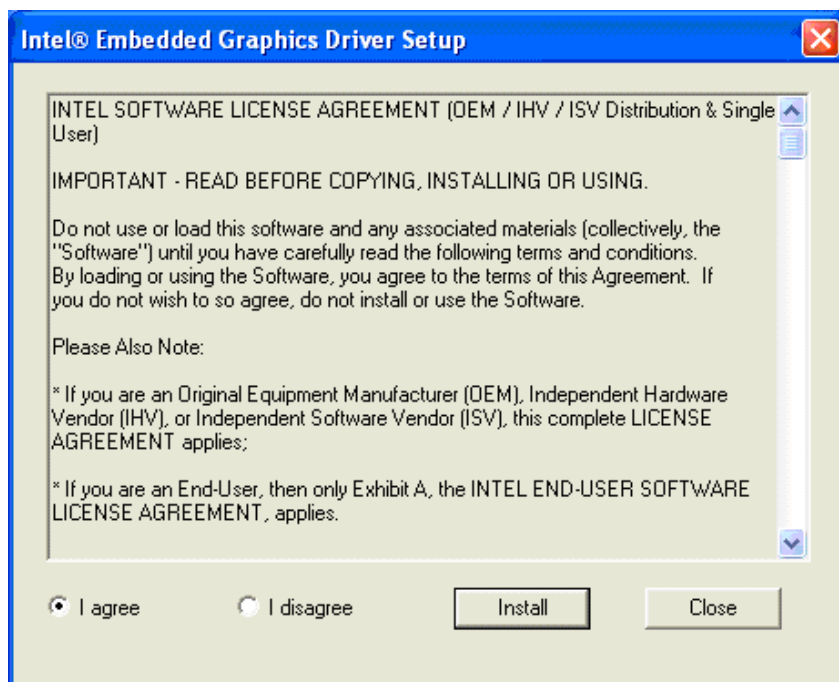 Intel® Embedded Graphics Driver Setup
INTEL SOFTWARE LICENSE AGREEMENT (OEM / IHV / ISV Distribution & Single
User)
IMPORTANT - READ BEFORE COPYING, INSTALLING OR USING.
Do not use or load this software and any associated materials (collectively, the
"Software") until you have carefully read the following terms and conditions.
By loading or using the Software, you agree to the terms of this Agreement. If
you do not wish to so agree, do not install or use the Software.
Please Also Note:
* If you are an Original Equipment Manufacturer (OEM), Independent Hardware
Vendor (IHV), or Independent Software Vendor (ISV), this complete LICENSE
AGREEMENT applies;
* If you are an End-User, then only Exhibit A, the INTEL END-USER SOFTWARE
LICENSE AGREEMENT, applies.
I agree I disagree Install Close